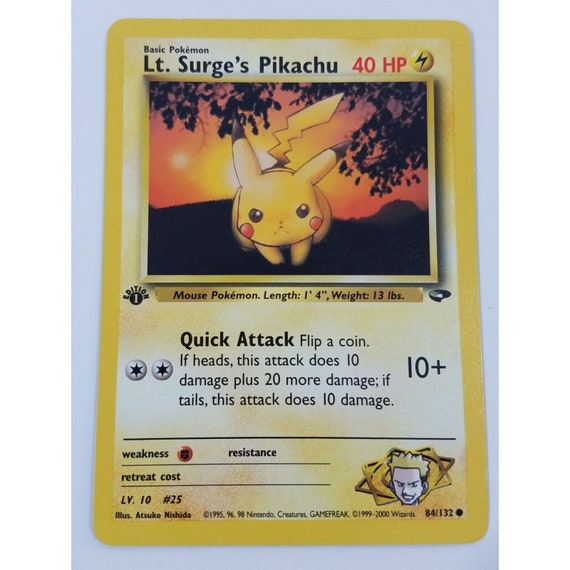 Basic Pokémon
Lt. Surge's Pikachu 40 HP
EDITION
1
Mouse Pokémon. Length: 1' 4", Weight: 13 lbs.
Quick Attack Flip a coin.
If heads, this attack does 10
damage plus 20 more damage; if
tails, this attack does 10 damage.
10+
weakness resistance
retreat cost
LV. 10 #25
Illus. Atsuko Nishida ©1995, 96, 98 Nintendo, Creatures, GAMEFREAK. ©1999-2000 Wizards. 84/132